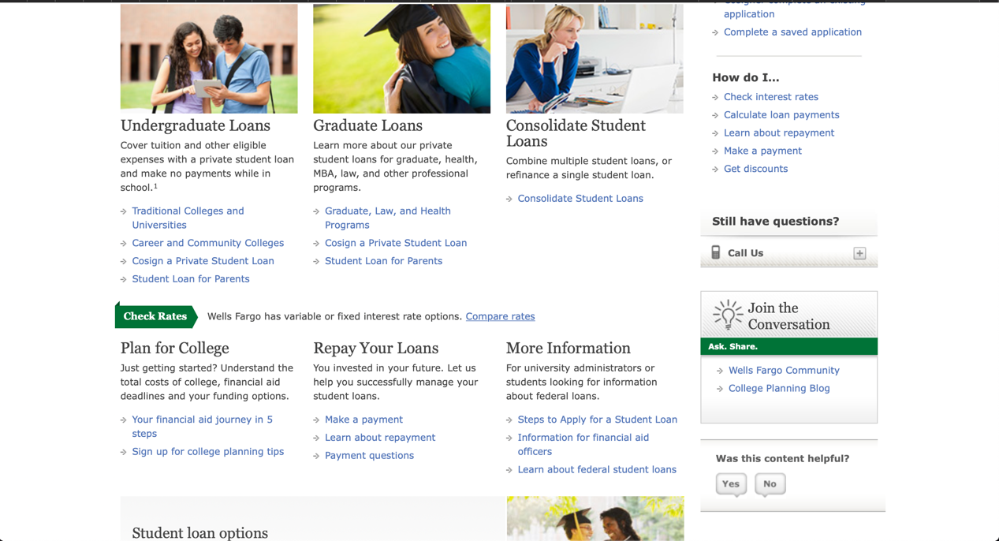 Undergraduate Loans
Cover tuition and other eligible
expenses with a private student loan
and make no payments while in
school.1
Traditional Colleges and
Universities
Career and Community Colleges
Cosign a Private Student Loan
Student Loan for Parents
Graduate Loans
Learn more about our private
student loans for graduate, health,
MBA, law, and other professional
programs.
Graduate, Law, and Health
Programs
Cosign a Private Student Loan
Student Loan for Parents
Consolidate Student
Loans
Combine multiple student loans, or
refinance a single student loan.
Consolidate Student Loans
Check Rates
Wells Fargo has variable or fixed interest rate options. Compare rates
Plan for College
Just getting started? Understand the
total costs of college, financial aid
deadlines and your funding options.
Your financial aid journey in 5
steps
Sign up for college planning tips
Repay Your Loans
You invested in your future. Let us
help you successfully manage your
student loans.
Make a payment
Learn about repayment
Payment questions
More Information
For university administrators or
students looking for information
about federal loans.
Steps to Apply for a Student Loan
Information for financial aid
officers
Learn about federal student loans
Student loan options
application
Complete a saved application
How do I...
Check interest rates
Calculate loan payments
Learn about repayment
Make a payment
Get discounts
Still have questions?
Call Us
Join the
Conversation
Ask. Share.
Wells Fargo Community
College Planning Blog
Was this content helpful?
Yes No